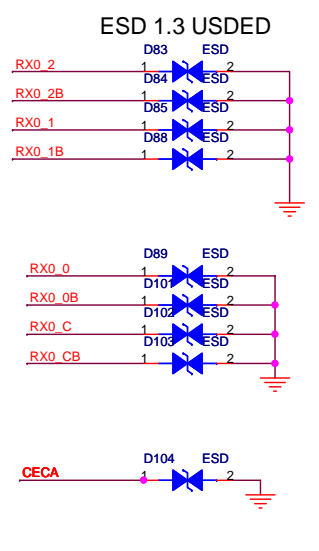 ESD 1.3 USDED
D83 ESD
RX0_2 1 2
D84 ESD
RX0_2B 1 2
D85 ESD
RX0_1 1 2
D88 ESD
RX0_1B 1 2
D89 ESD
RX0_0 1 2
D101 ESD
RX0_0B 1 2
D102 ESD
RX0_C 1 2
D103 ESD
RX0_CB 1 2
D104 ESD
CECA 1 2